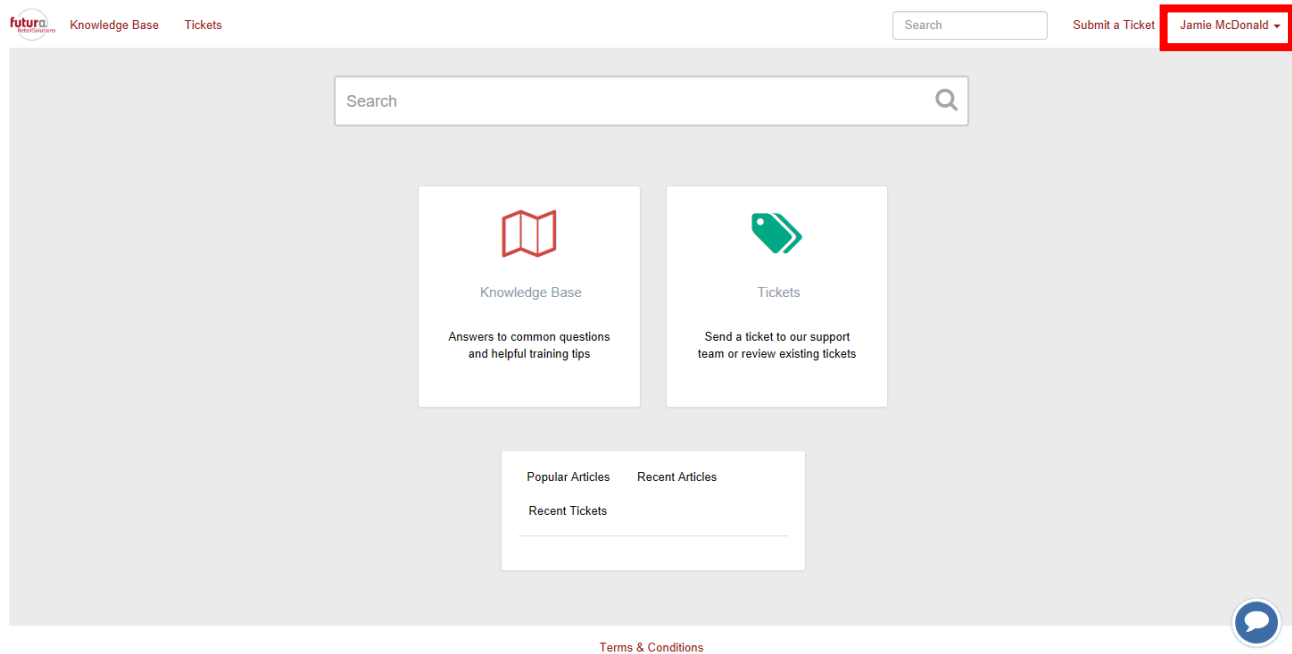 futura
RetailSolutions
Knowledge Base
Tickets
Search
Submit a Ticket
Jamie McDonald
Search
Knowledge Base
Answers to common questions
and helpful training tips
Tickets
Send a ticket to our support
team or review existing tickets
Popular Articles
Recent Articles
Recent Tickets
Terms & Conditions